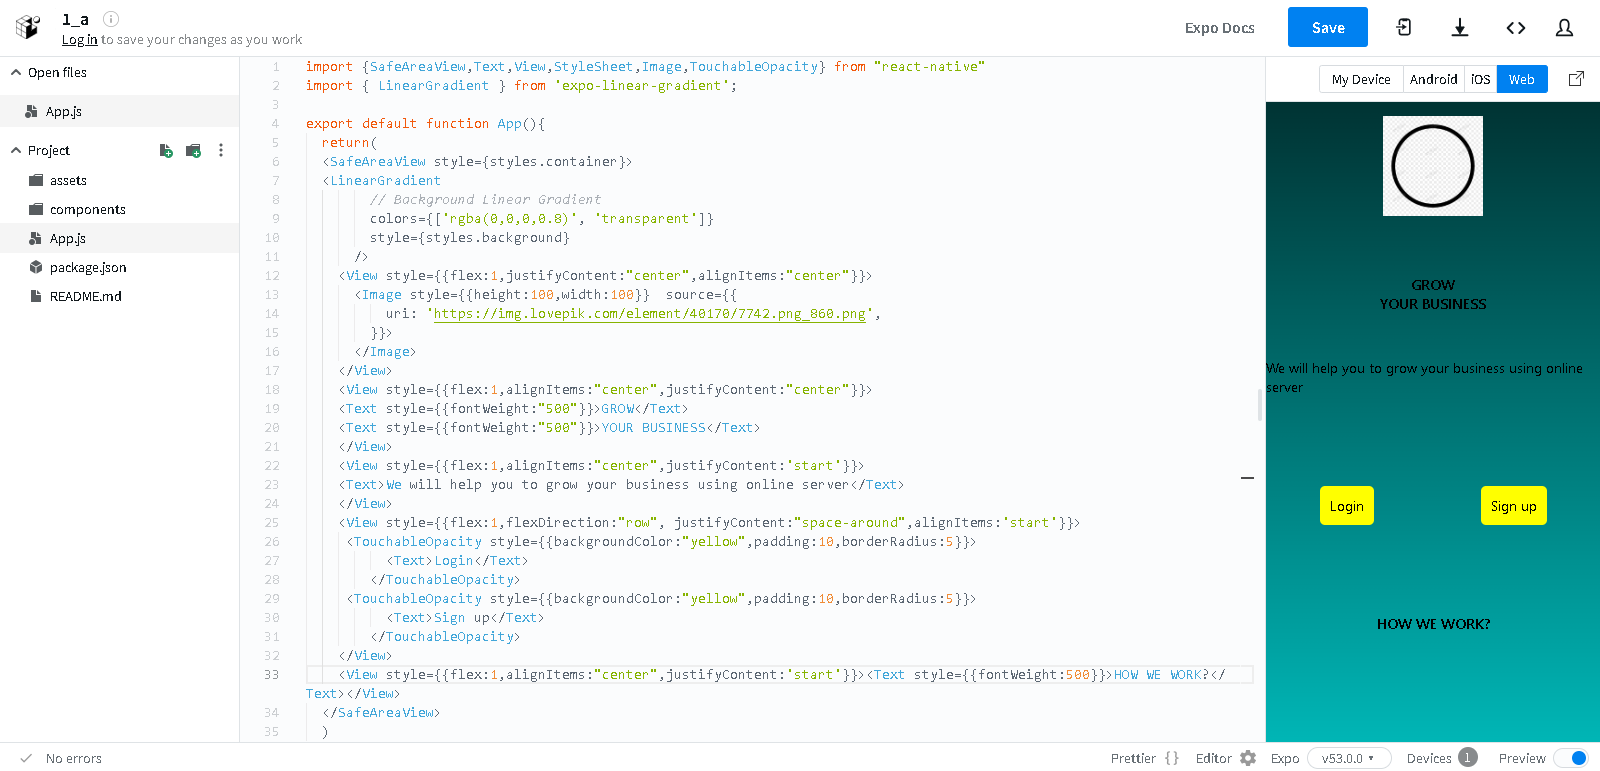 1_a
Log in to save your changes as you work
Expo Docs
Save
Open files
App.js
Project
assets
components
App.js
package.json
README.md
1 import {SafeAreaView,Text,View,StyleSheet,Image,TouchableOpacity} from "react-native"
2 import { LinearGradient } from 'expo-linear-gradient';
3
4 export default function App(){
5 return(
6 <SafeAreaView style={styles.container}>
7 <LinearGradient
8 // Background Linear Gradient
9 colors={['rgba(0,0,0,0.8)', 'transparent']}
10 style={styles.background}
11 />
12 <View style={{flex:1,justifyContent:"center",alignItems:"center"}}>
13 <Image style={{height:100,width:100}}  source={{
14 uri: 'https://img.lovepik.com/element/40170/7742.png_860.png',
15 }}>
16 </Image>
17 </View>
18 <View style={{flex:1,alignItems:"center",justifyContent:"center"}}>
19 <Text style={{fontWeight:"500"}}>GROW</Text>
20 <Text style={{fontWeight:"500"}}>YOUR BUSINESS</Text>
21 </View>
22 <View style={{flex:1,alignItems:"center",justifyContent:'start'}}>
23 <Text>We will help you to grow your business using online server</Text>
24 </View>
25 <View style={{flex:1,flexDirection:"row", justifyContent:"space-around",alignItems:'start'}}>
26 <TouchableOpacity style={{backgroundColor:"yellow",padding:10,borderRadius:5}}>
27 <Text>Login</Text>
28 </TouchableOpacity>
29 <TouchableOpacity style={{backgroundColor:"yellow",padding:10,borderRadius:5}}>
30 <Text>Sign up</Text>
31 </TouchableOpacity>
32 </View>
33 <View style={{flex:1,alignItems:"center",justifyContent:'start'}}><Text style={{fontWeight:500}}>HOW WE WORK?</
Text></View>
34 </SafeAreaView>
35 )
My Device Android iOS Web
GROW
YOUR BUSINESS
We will help you to grow your business using online
server
Login Sign up
HOW WE WORK?
No errors
Prettier {} Editor Expo v53.0.0 Devices 1 Preview